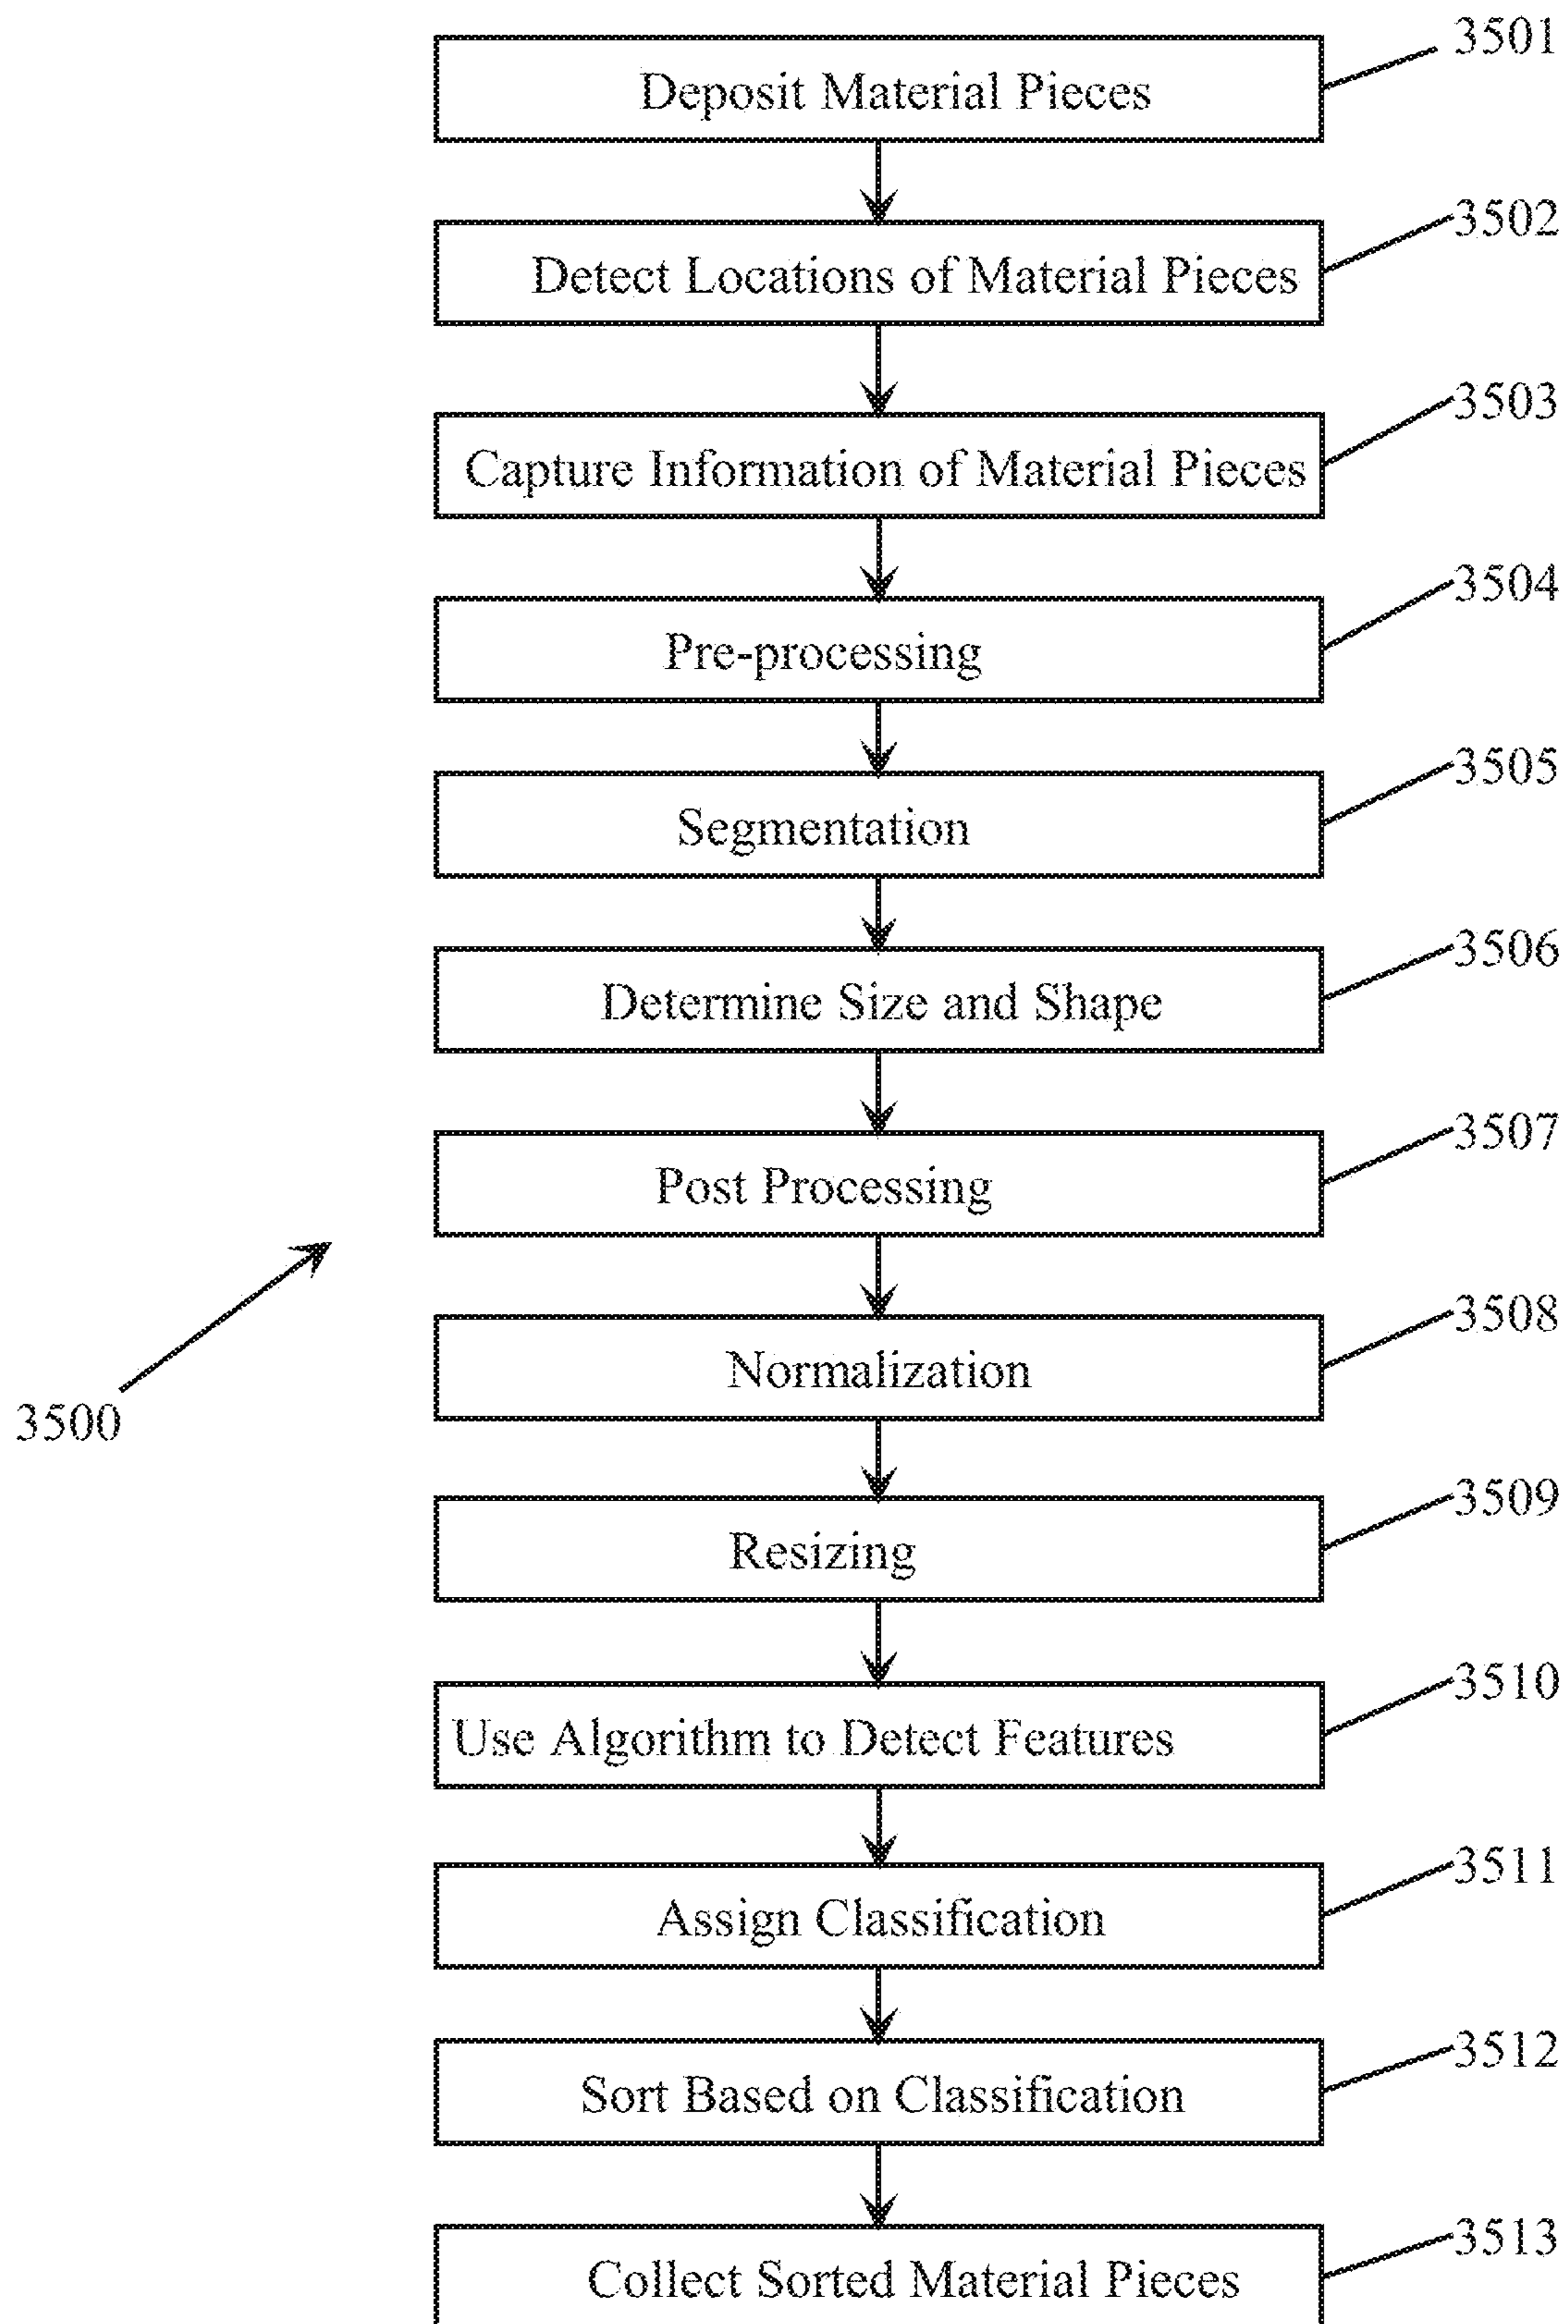 3501
Deposit Material Pieces
3502
Detect Locations of Material Pieces
3503
Capture Information of Material Pieces
3504
Pre-processing
3505
Segmentation
3506
Determine Size and Shape
3507
Post Processing
3508
Normalization
3500
3509
Resizing
3510
Use Algorithm to Detect Features
3511
Assign Classification
3512
Sort Based on Classification
3513
Collect Sorted Material Pieces